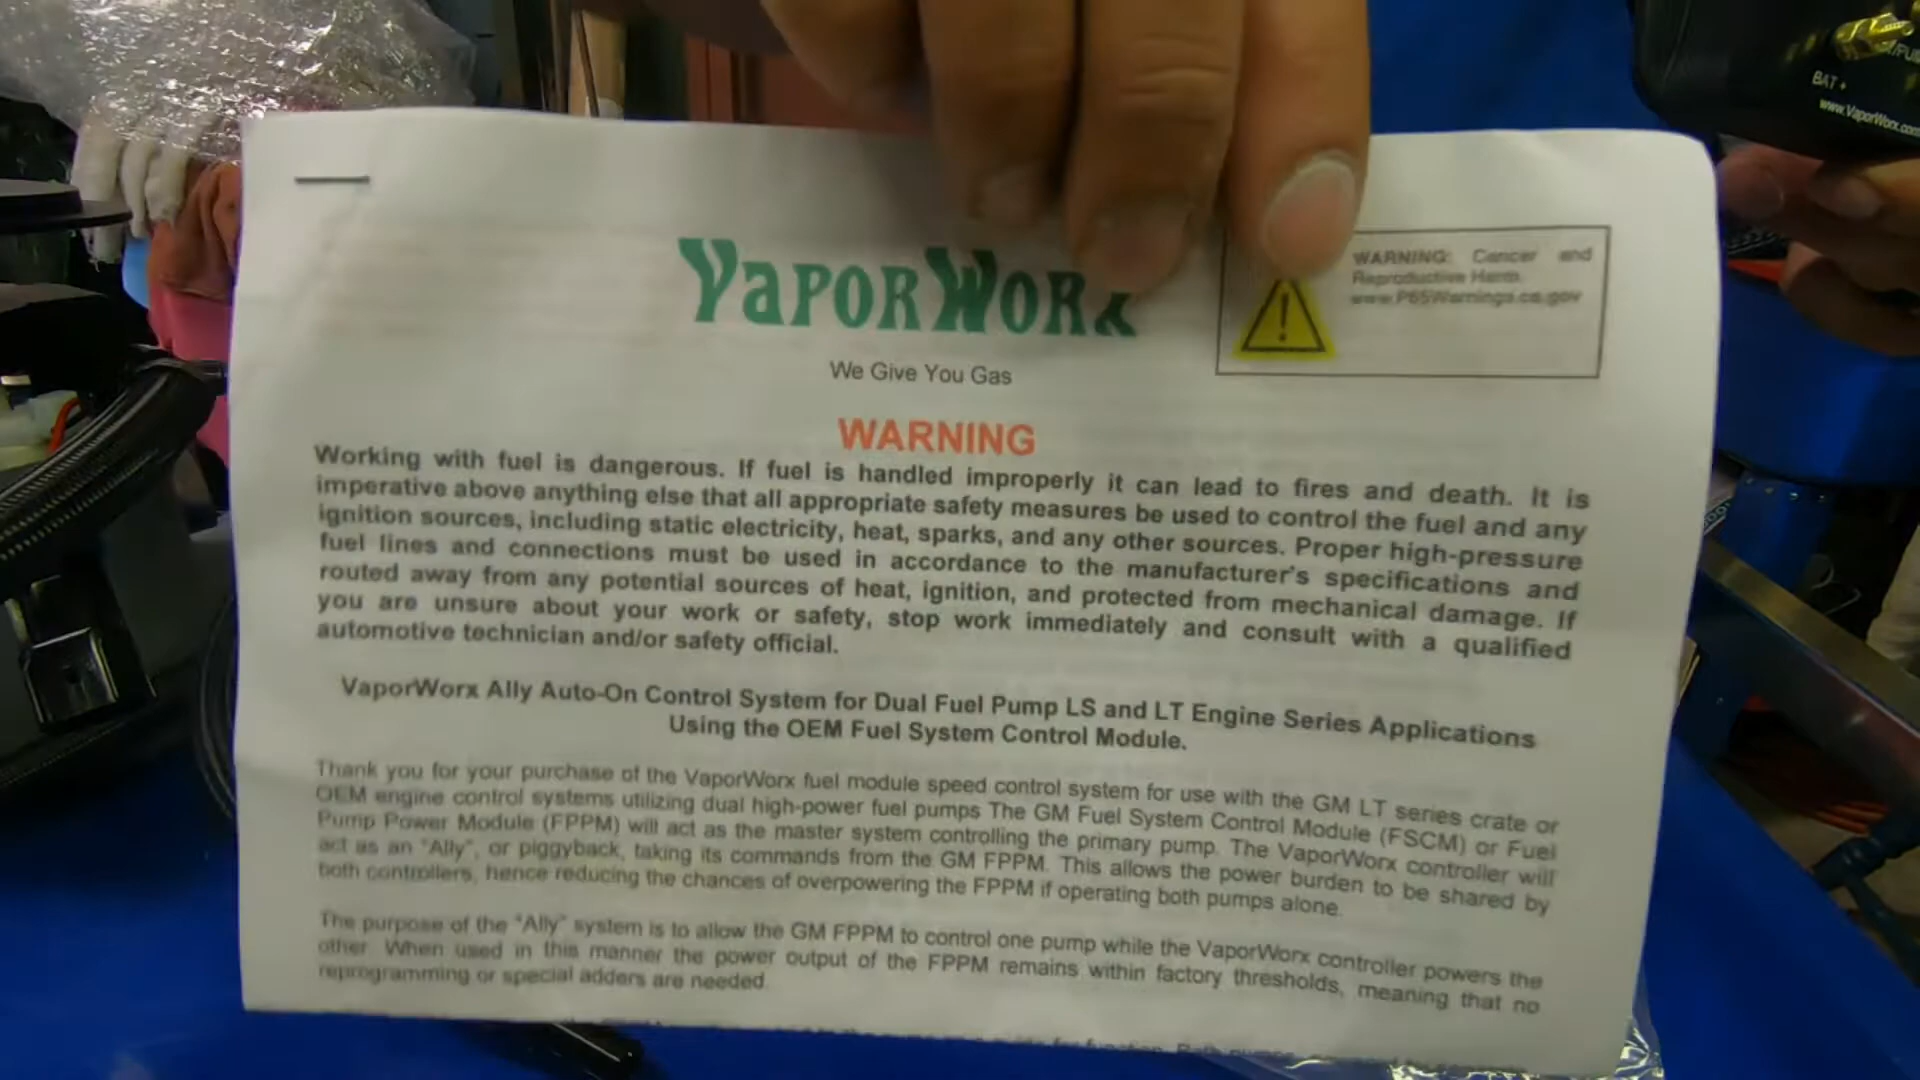 BAT +
www.VaporWorx.com
VAPORWORX
WARNING: Cancer and
Reproductive Harm.
www.P65Warnings.ca.gov
We Give You Gas
WARNING
Working with fuel is dangerous. If fuel is handled improperly it can lead to fires and death. It is
imperative above anything else that all appropriate safety measures be used to control the fuel and any
ignition sources, including static electricity, heat, sparks, and any other sources. Proper high-pressure
fuel lines and connections must be used in accordance to the manufacturer's specifications and
routed away from any potential sources of heat, ignition, and protected from mechanical damage. If
you are unsure about your work or safety, stop work immediately and consult with a qualified
automotive technician and/or safety official.
VaporWorx Ally Auto-On Control System for Dual Fuel Pump LS and LT Engine Series Applications
Using the OEM Fuel System Control Module.
Thank you for your purchase of the VaporWorx fuel module speed control system for use with the GM LT series crate or
OEM engine control systems utilizing dual high-power fuel pumps The GM Fuel System Control Module (FSCM) or Fuel
Pump Power Module (FPPM) will act as the master system controlling the primary pump. The VaporWorx controller will
act as an "Ally", or piggyback, taking its commands from the GM FPPM. This allows the power burden to be shared by
both controllers, hence reducing the chances of overpowering the FPPM if operating both pumps alone.
The purpose of the "Ally" system is to allow the GM FPPM to control one pump while the VaporWorx controller powers the
other. When used in this manner the power output of the FPPM remains within factory thresholds, meaning that no
reprogramming or special adders are needed.